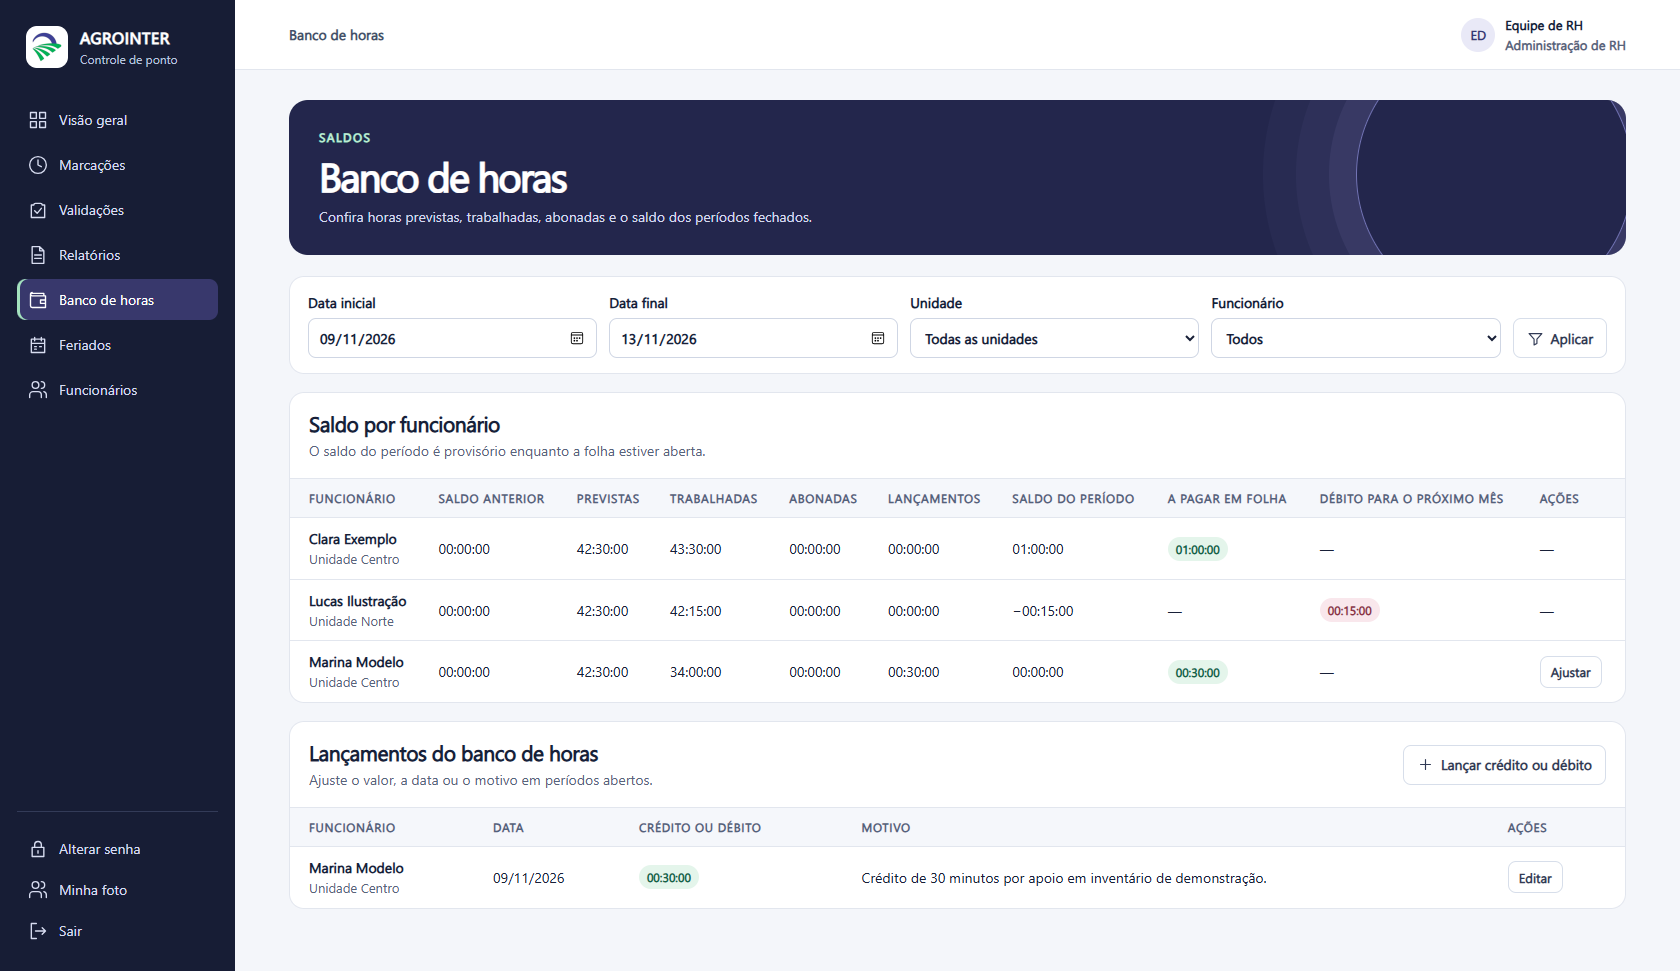 AGROINTER
Controle de ponto
Visão geral
Marcações
Validações
Relatórios
Banco de horas
Feriados
Funcionários
Alterar senha
Minha foto
Sair
Banco de horas
ED
Equipe de RH
Administração de RH
SALDOS
Banco de horas
Confira horas previstas, trabalhadas, abonadas e o saldo dos períodos fechados.
Data inicial Data final Unidade Funcionário
09/11/2026 13/11/2026 Todas as unidades Todos Aplicar
Saldo por funcionário
O saldo do período é provisório enquanto a folha estiver aberta.
FUNCIONÁRIO SALDO ANTERIOR PREVISTAS TRABALHADAS ABONADAS LANÇAMENTOS SALDO DO PERÍODO A PAGAR EM FOLHA DÉBITO PARA O PRÓXIMO MÊS AÇÕES
Clara Exemplo
Unidade Centro
00:00:00 42:30:00 43:30:00 00:00:00 00:00:00 01:00:00 01:00:00 — —
Lucas Ilustração
Unidade Norte
00:00:00 42:30:00 42:15:00 00:00:00 00:00:00 −00:15:00 — 00:15:00 —
Marina Modelo
Unidade Centro
00:00:00 42:30:00 34:00:00 00:00:00 00:30:00 00:00:00 00:30:00 — Ajustar
Lançamentos do banco de horas
Ajuste o valor, a data ou o motivo em períodos abertos.
+ Lançar crédito ou débito
FUNCIONÁRIO DATA CRÉDITO OU DÉBITO MOTIVO AÇÕES
Marina Modelo
Unidade Centro
09/11/2026 00:30:00 Crédito de 30 minutos por apoio em inventário de demonstração. Editar